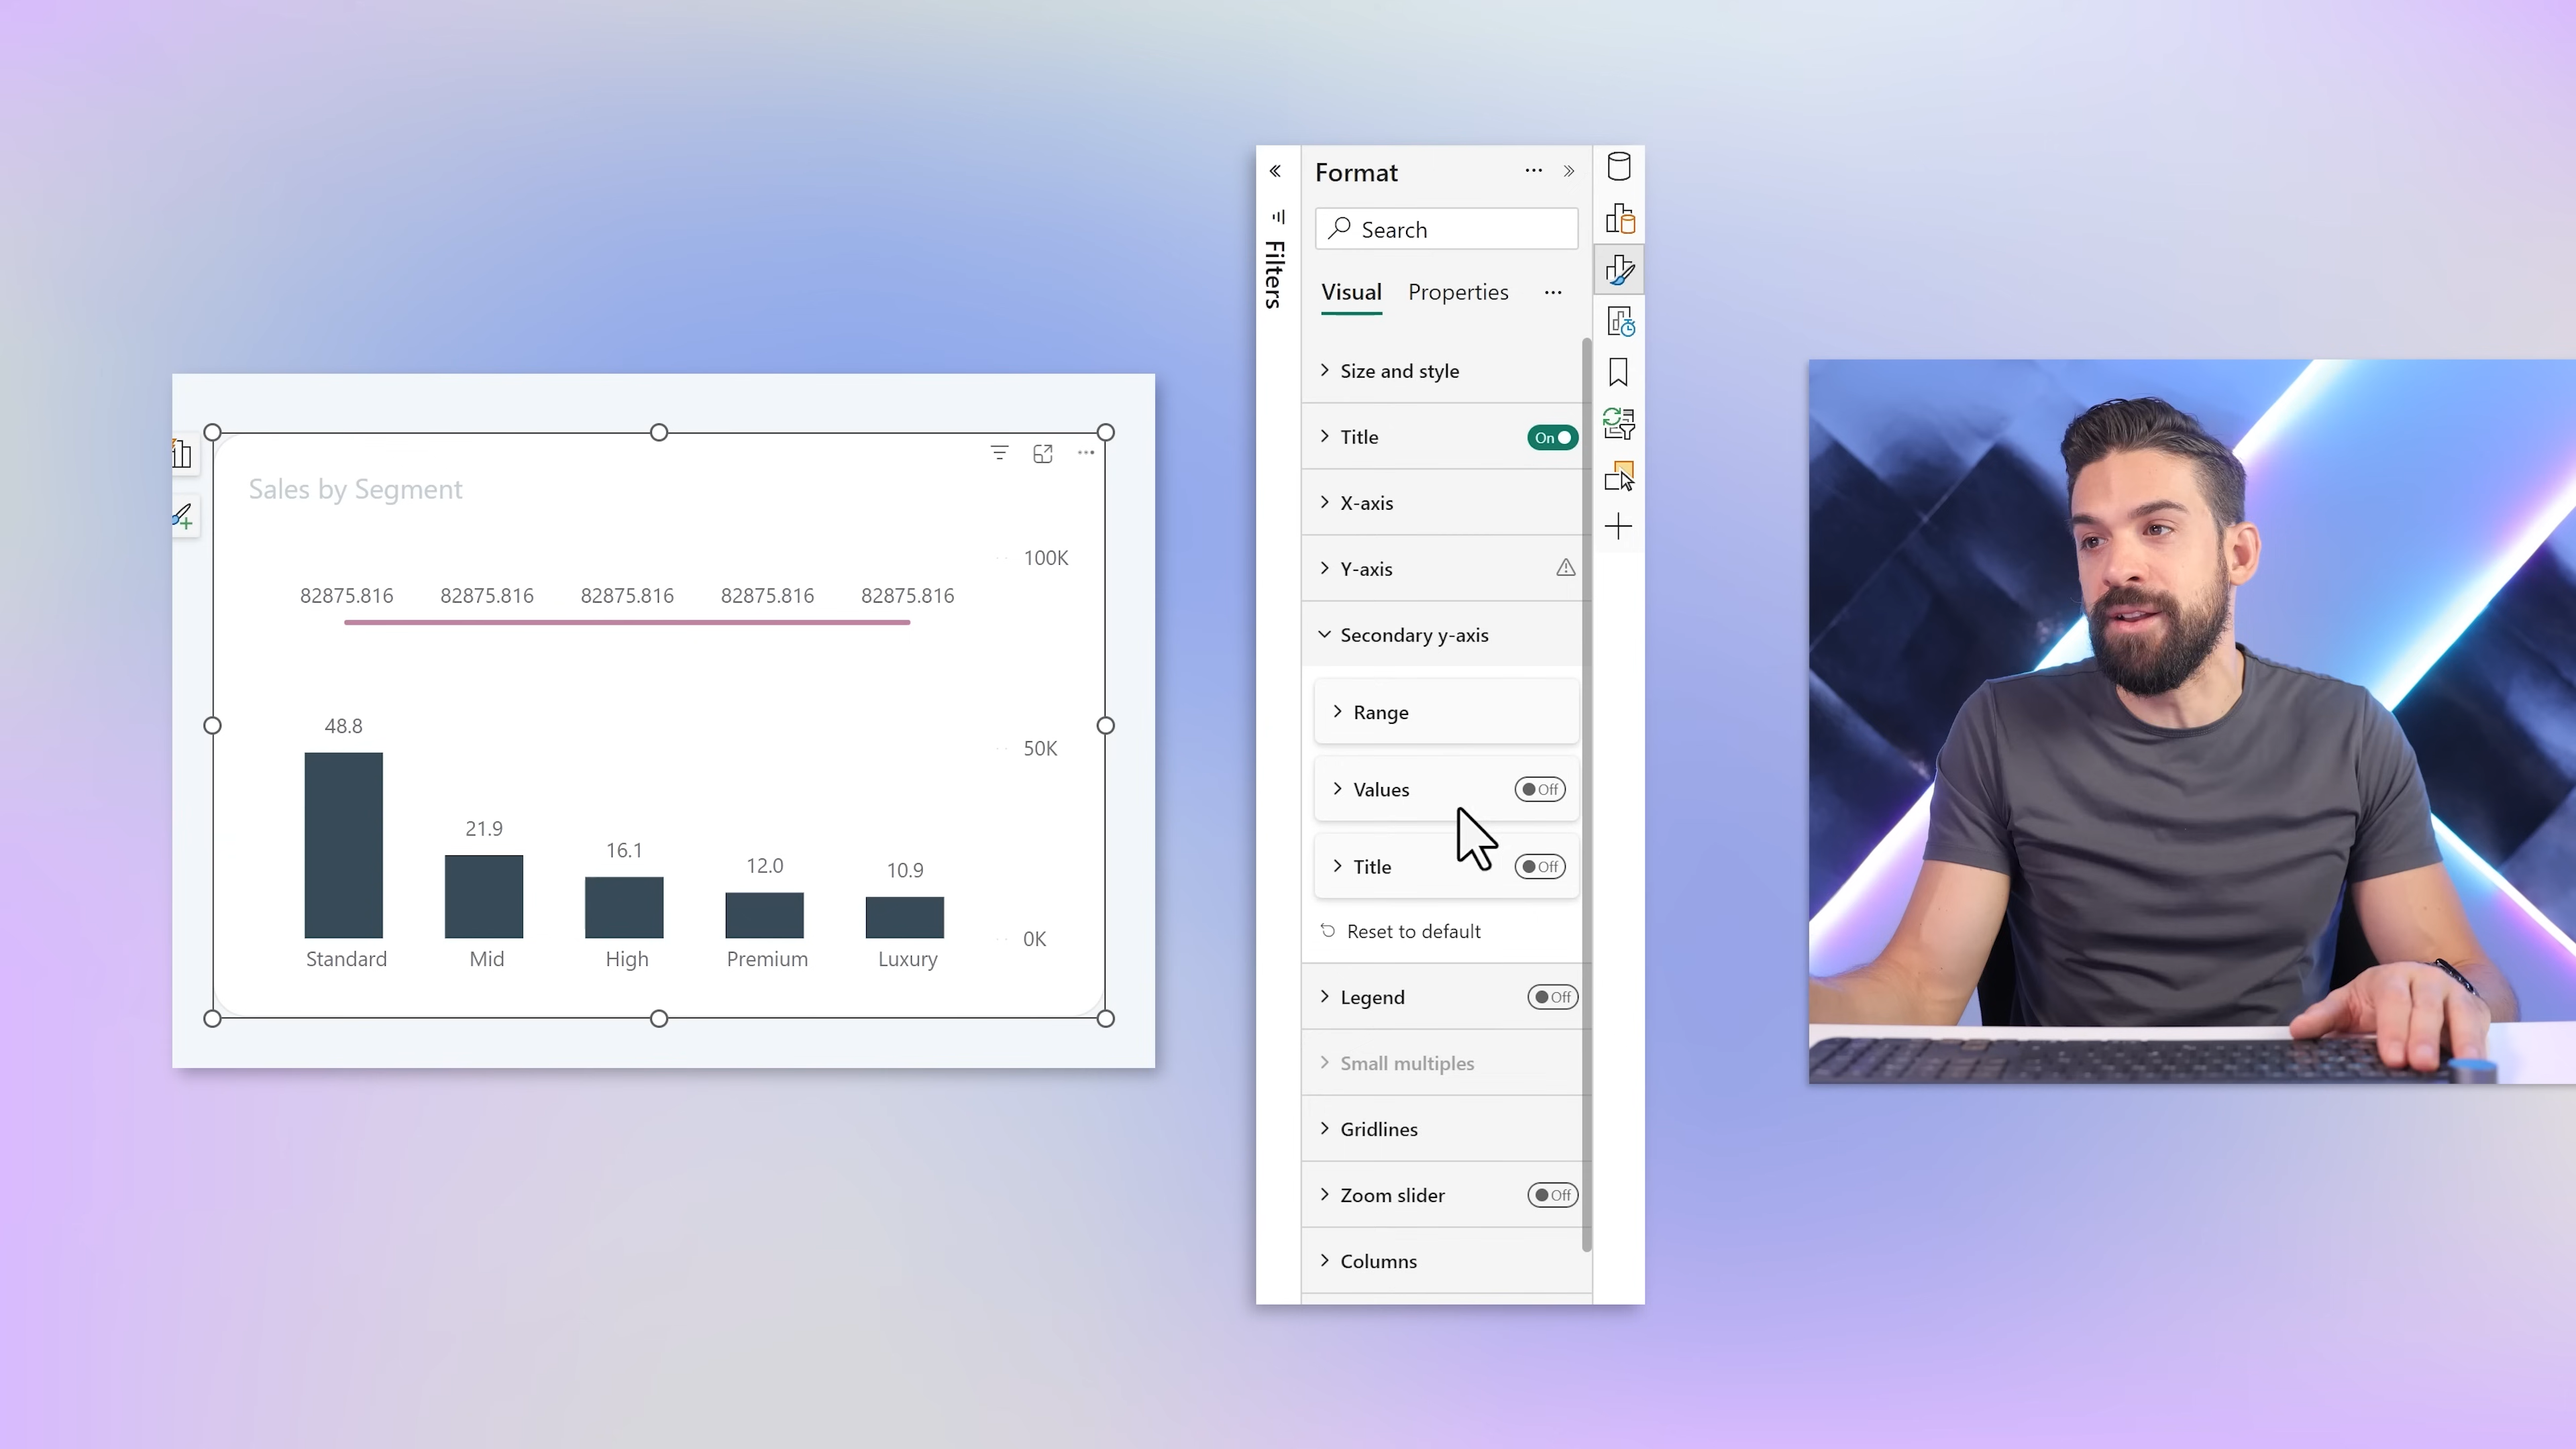 Sales by Segment
100K
82875.816 82875.816 82875.816 82875.816 82875.816
50K
48.8
21.9
16.1
12.0
10.9
0K
Standard Mid High Premium Luxury
Filters
Format
Search
Visual Properties
Size and style
Title On
X-axis
Y-axis
Secondary y-axis
Range
Values Off
Title Off
Reset to default
Legend Off
Small multiples
Gridlines
Zoom slider Off
Columns